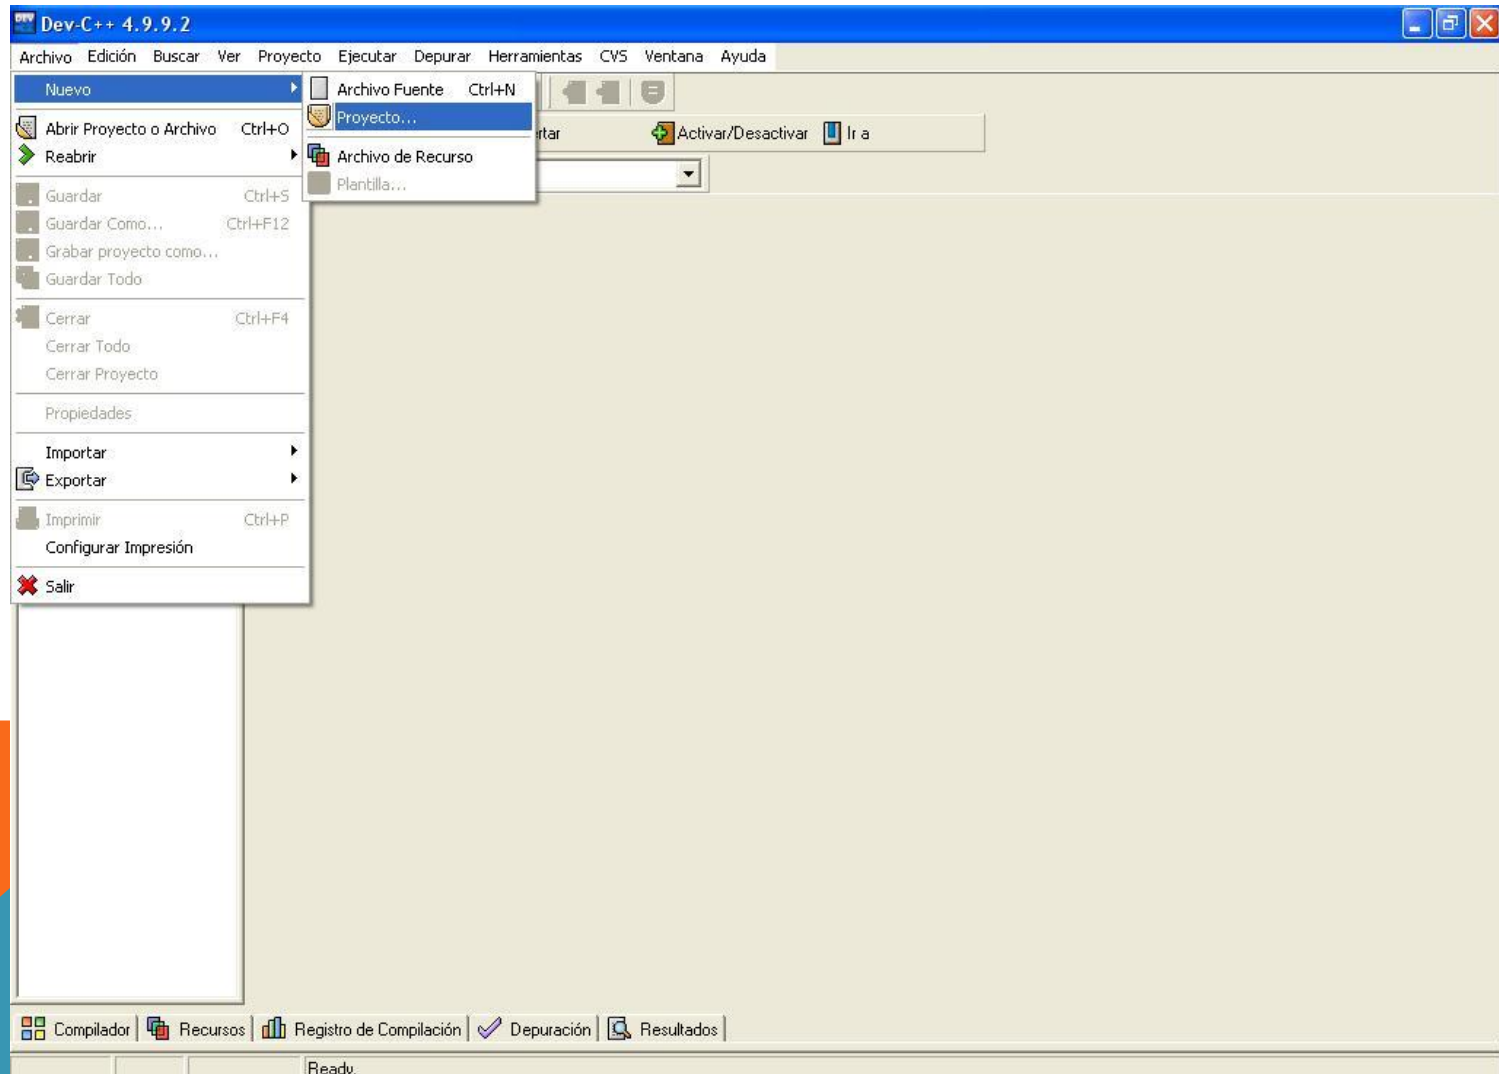 Dev-C++ 4.9.9.2
Archivo Edición Buscar Ver Proyecto Ejecutar Depurar Herramientas CVS Ventana Ayuda
Nuevo
Archivo Fuente Ctrl+N
Proyecto...
Archivo de Recurso
Plantilla...
Activar/Desactivar Ir a
Abrir Proyecto o Archivo Ctrl+O
Reabrir
Guardar Ctrl+S
Guardar Como... Ctrl+F12
Grabar proyecto como...
Guardar Todo
Cerrar Ctrl+F4
Cerrar Todo
Cerrar Proyecto
Propiedades
Importar
Exportar
Imprimir Ctrl+P
Configurar Impresión
Salir
Compilador Recursos Registro de Compilación Depuración Resultados
Ready.